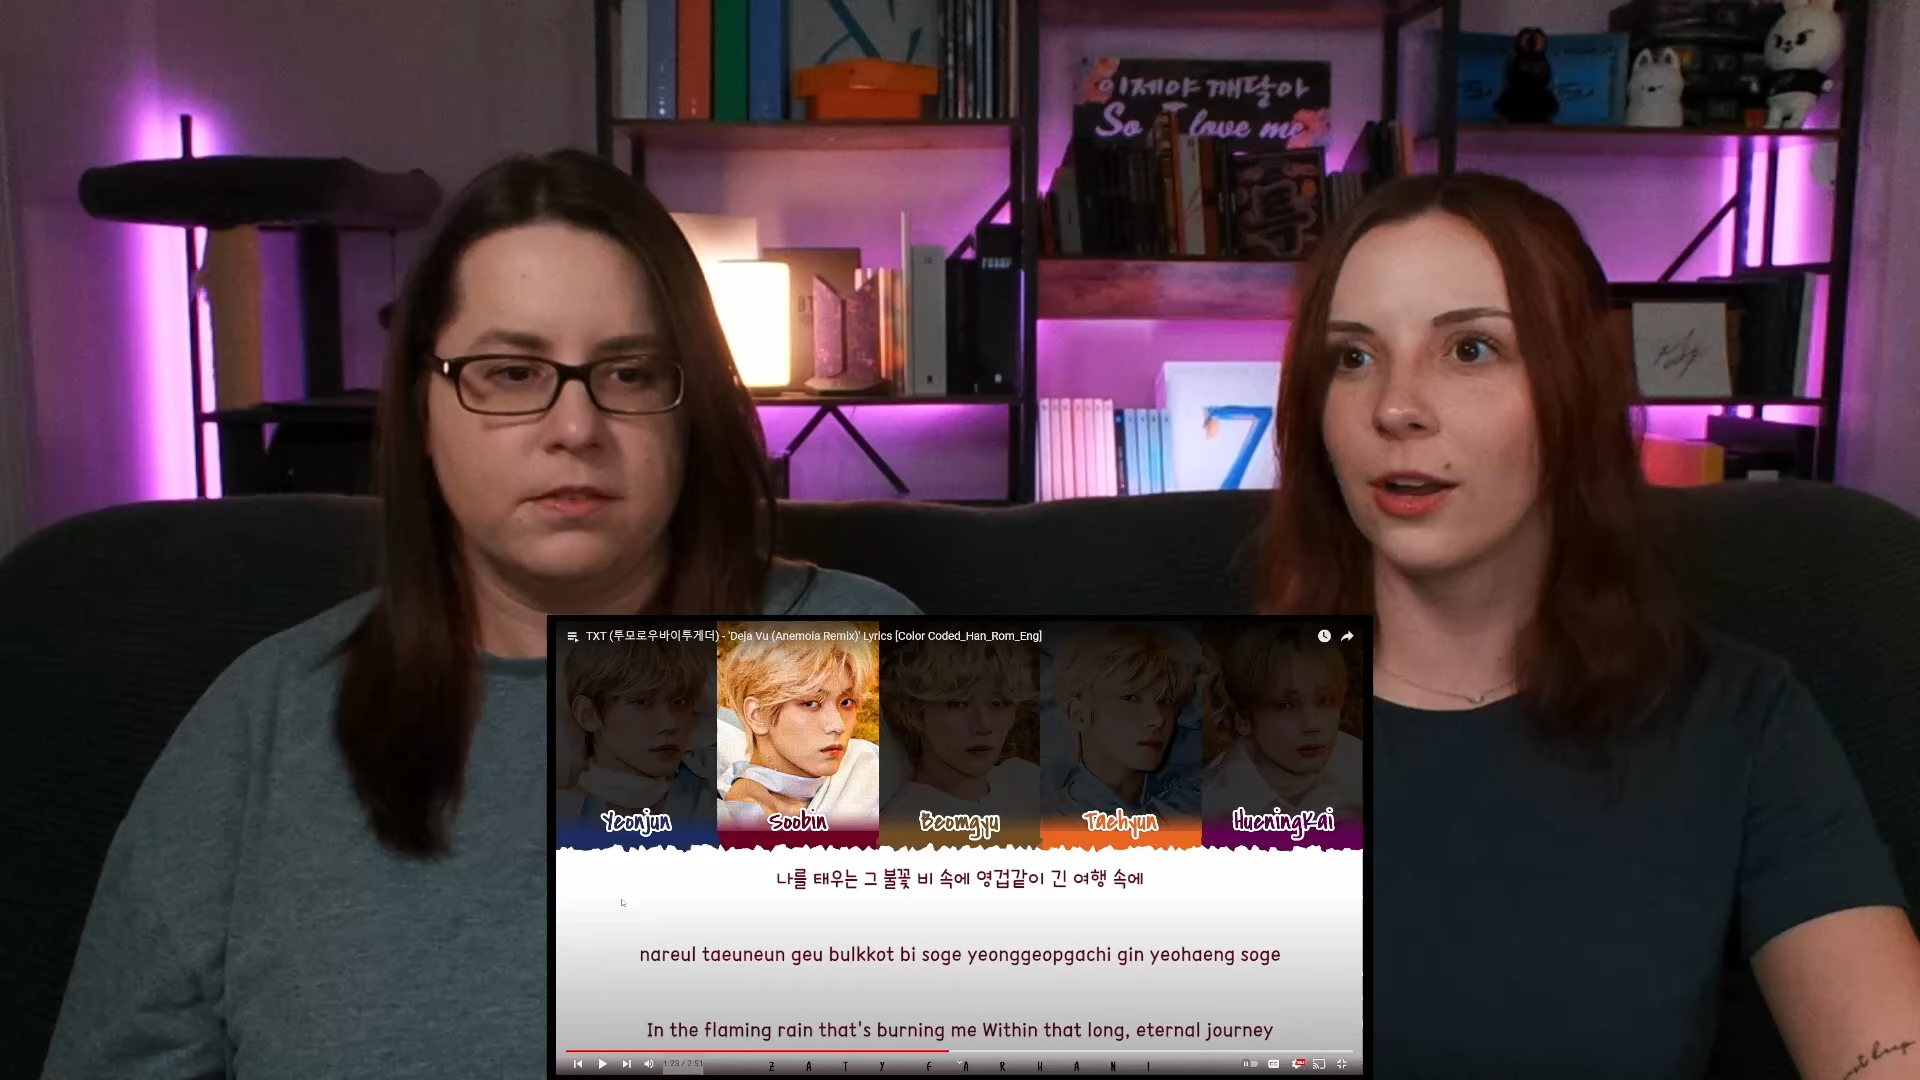 이제야 깨달아
So I love me
PROOF
7
TXT (투모로우바이투게더) - 'Deja Vu (Anemoia Remix)' Lyrics [Color Coded_Han_Rom_Eng]
Yeonjun
Soobin
Beomgyu
Taehyun
HueningKai
나를 태우는 그 불꽃 비 속에 영겁같이 긴 여행 속에
nareul taeuneun geu bulkkot bi soge yeonggeopgachi gin yeohaeng soge
In the flaming rain that's burning me Within that long, eternal journey
1:23 / 2:51
Z A T Y F A R H A N I